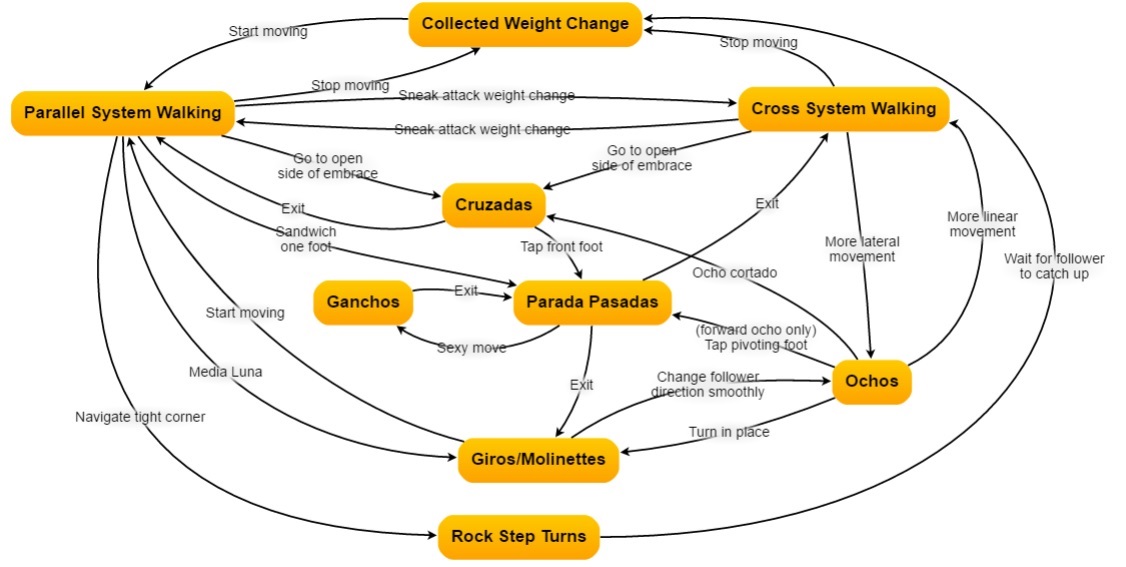 Collected Weight Change
Start moving
Stop moving
Stop moving
Parallel System Walking
Sneak attack weight change
Cross System Walking
Sneak attack weight change
Go to open
side of embrace
Go to open
side of embrace
Cruzadas
Exit
Exit
Sandwich
one foot
Tap front foot
More lateral
movement
More linear
movement
Wait for follower
to catch up
Ocho cortado
Ganchos
Exit
Parada Pasadas
Start moving
(forward ocho only)
Tap pivoting foot
Sexy move
Media Luna
Exit
Change follower
direction smoothly
Ochos
Navigate tight corner
Turn in place
Giros/Molinettes
Rock Step Turns